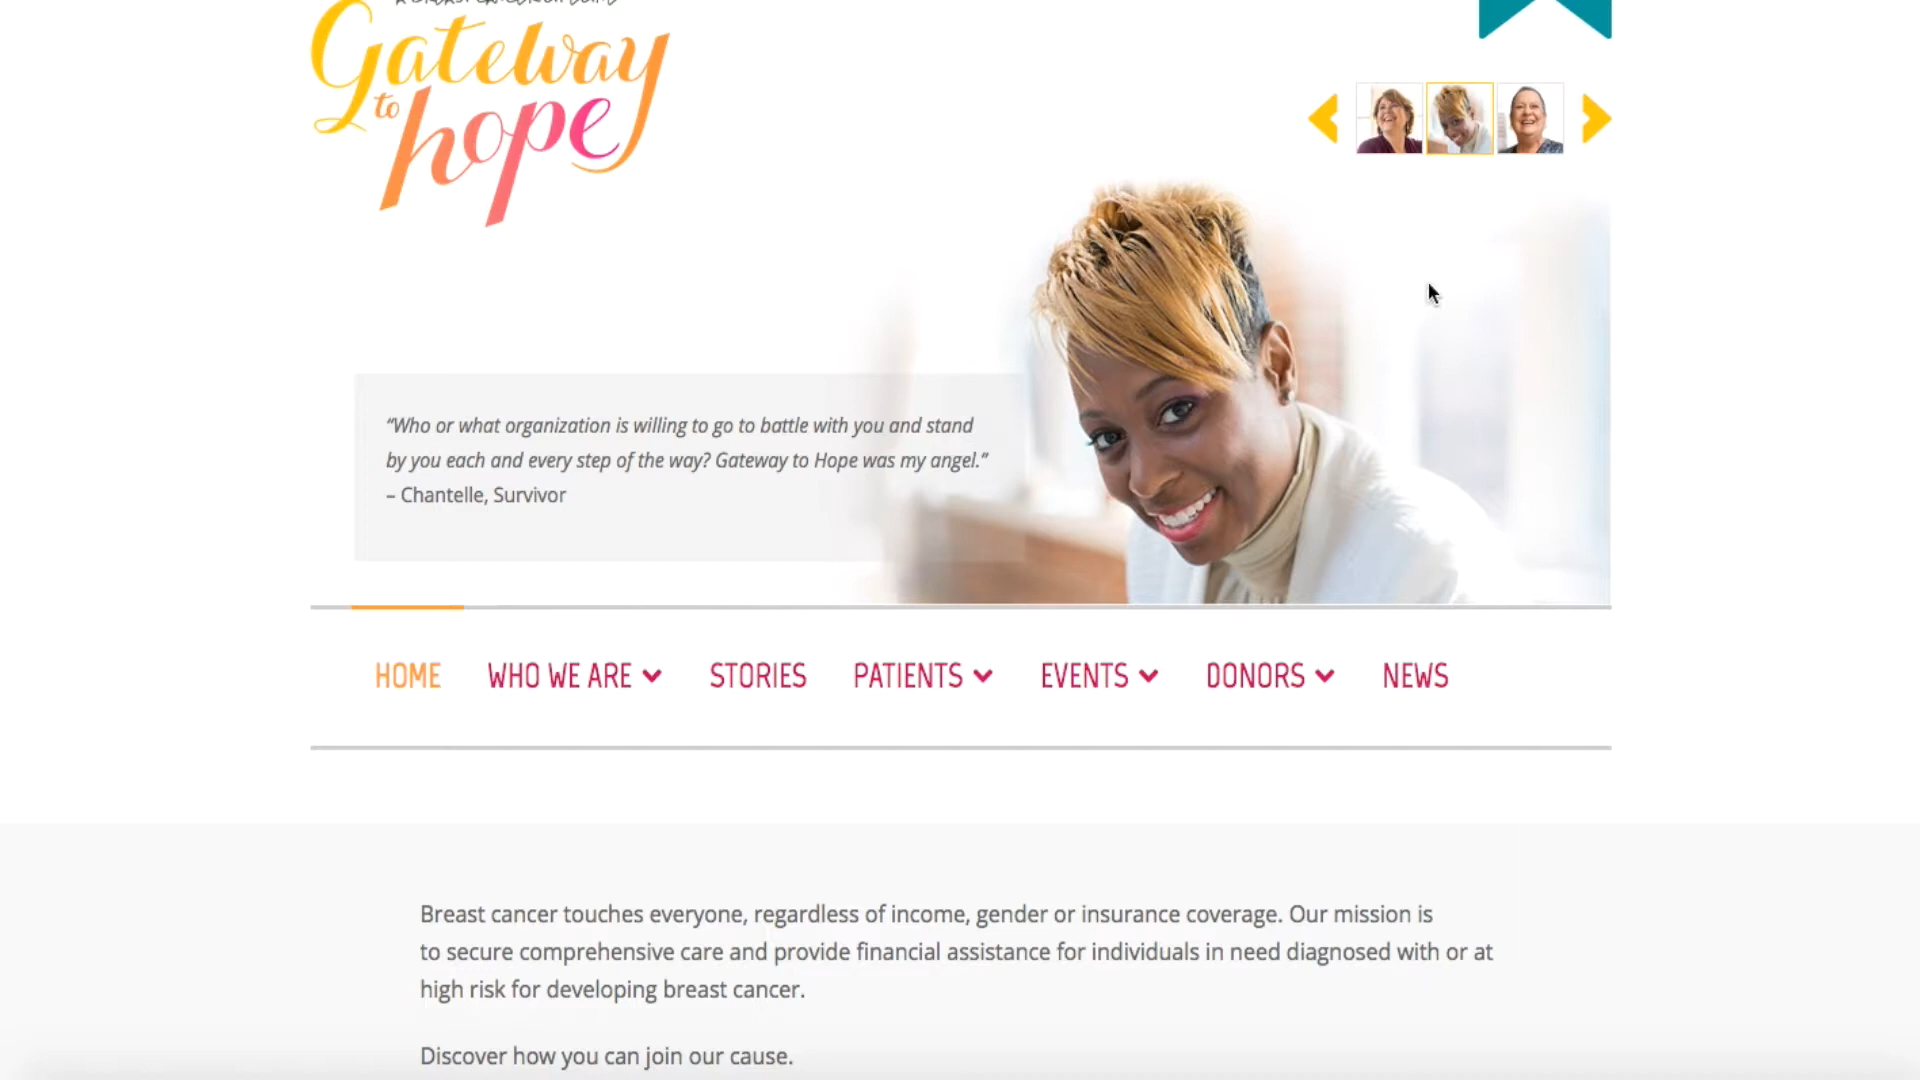 Gateway
to
hope
“Who or what organization is willing to go to battle with you and stand
by you each and every step of the way? Gateway to Hope was my angel.”
– Chantelle, Survivor
HOME WHO WE ARE STORIES PATIENTS EVENTS DONORS NEWS
Breast cancer touches everyone, regardless of income, gender or insurance coverage. Our mission is
to secure comprehensive care and provide financial assistance for individuals in need diagnosed with or at
high risk for developing breast cancer.
Discover how you can join our cause.